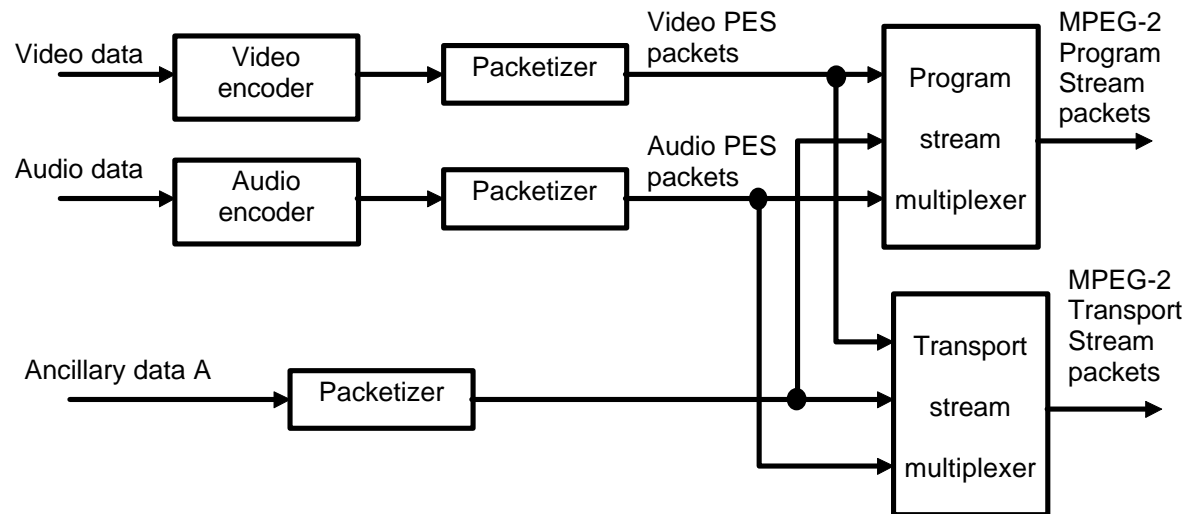 Video data
Video
encoder
Packetizer
Video PES
packets
Program
stream
multiplexer
MPEG-2
Program
Stream
packets
Audio data
Audio
encoder
Packetizer
Audio PES
packets
Ancillary data A
Packetizer
Transport
stream
multiplexer
MPEG-2
Transport
Stream
packets